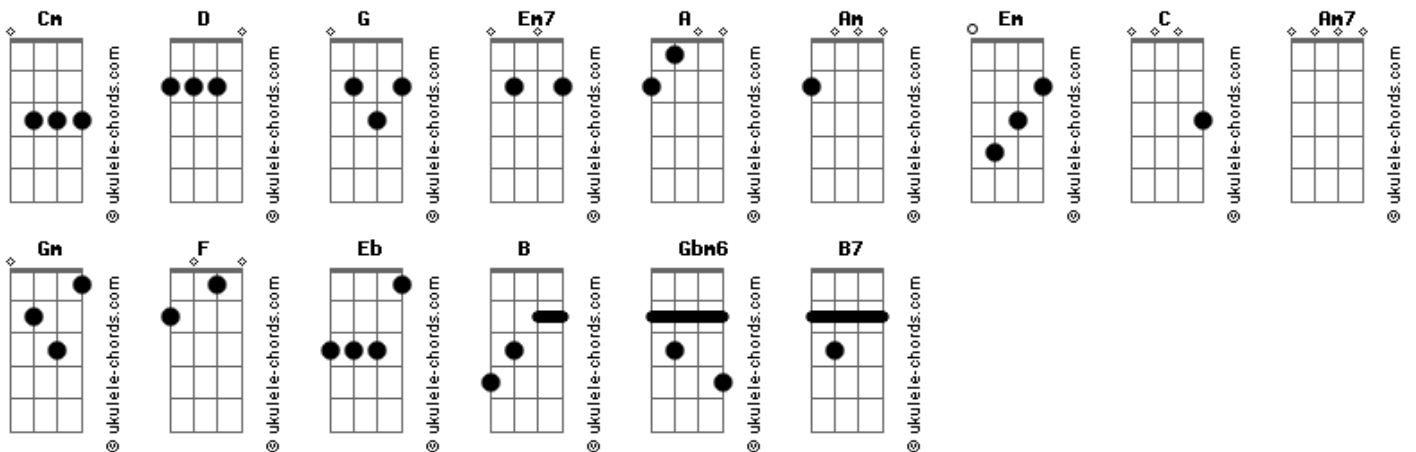 Cm D G Em7 A Am Em C Am7
© ukulele-chords.com © ukulele-chords.com © ukulele-chords.com © ukulele-chords.com © ukulele-chords.com © ukulele-chords.com © ukulele-chords.com © ukulele-chords.com © ukulele-chords.com
Gm F Eb B Gbm6 B7
© ukulele-chords.com © ukulele-chords.com © ukulele-chords.com © ukulele-chords.com © ukulele-chords.com © ukulele-chords.com